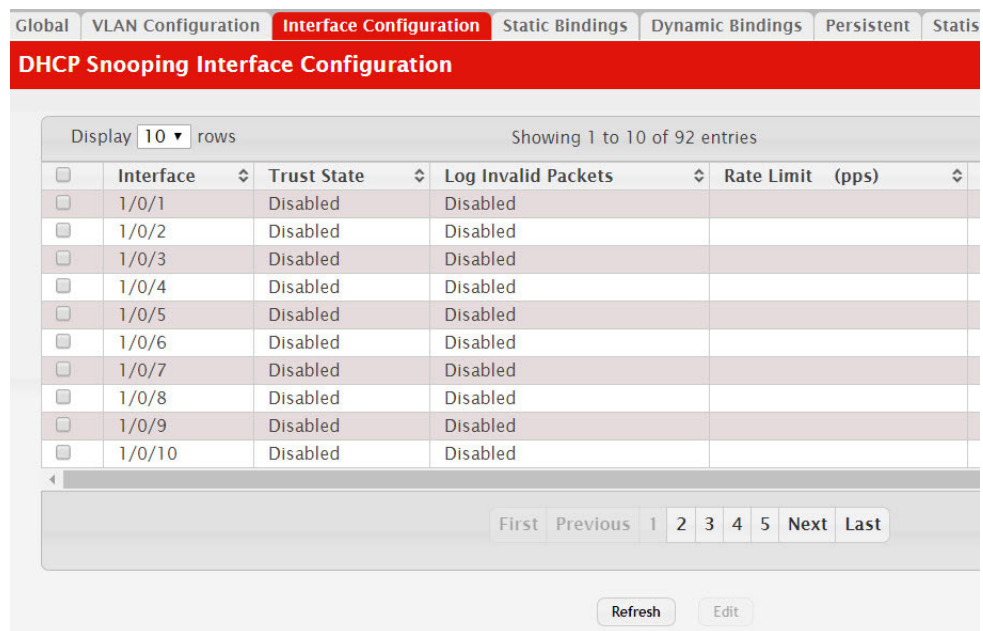 Global VLAN Configuration Interface Configuration Static Bindings Dynamic Bindings Persistent Statis
DHCP Snooping Interface Configuration
Display 10 rows Showing 1 to 10 of 92 entries
Interface Trust State Log Invalid Packets Rate Limit (pps)
1/0/1 Disabled Disabled
1/0/2 Disabled Disabled
1/0/3 Disabled Disabled
1/0/4 Disabled Disabled
1/0/5 Disabled Disabled
1/0/6 Disabled Disabled
1/0/7 Disabled Disabled
1/0/8 Disabled Disabled
1/0/9 Disabled Disabled
1/0/10 Disabled Disabled
First Previous 1 2 3 4 5 Next Last
Refresh Edit